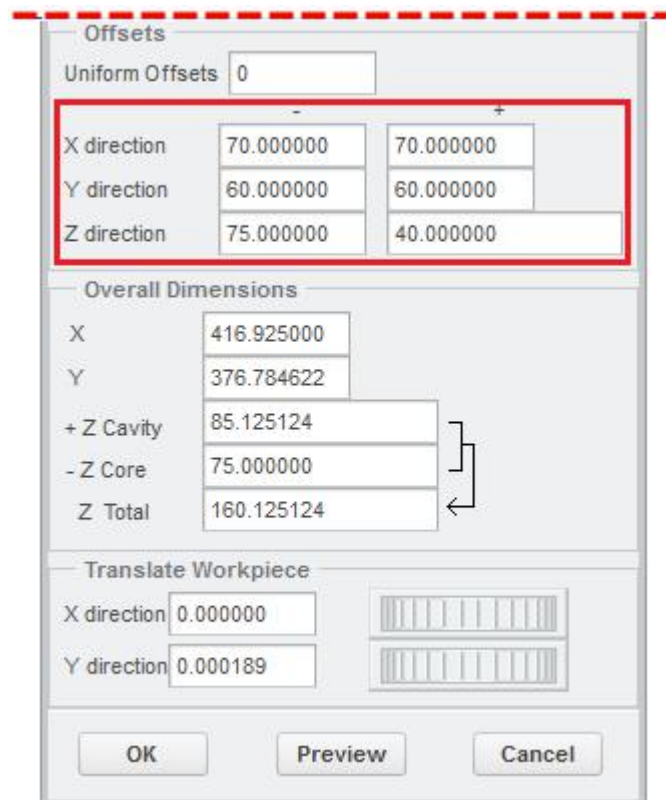 Offsets
Uniform Offsets 0
- +
X direction 70.000000 70.000000
Y direction 60.000000 60.000000
Z direction 75.000000 40.000000
Overall Dimensions
X 416.925000
Y 376.784622
+ Z Cavity 85.125124
- Z Core 75.000000
Z Total 160.125124
Translate Workpiece
X direction 0.000000
Y direction 0.000189
OK Preview Cancel